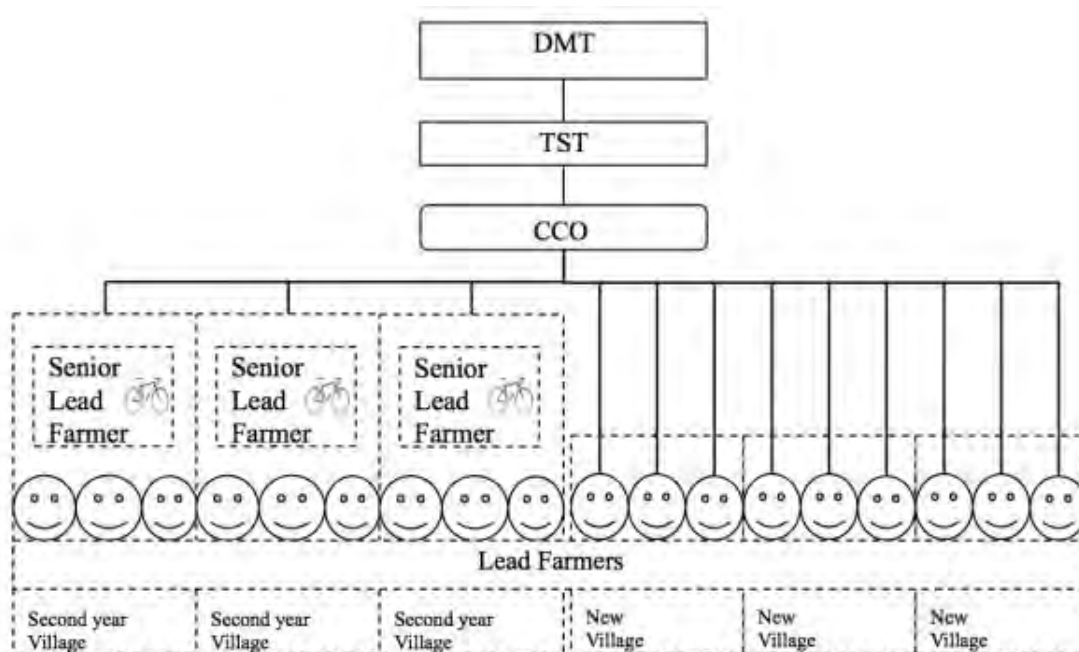 DMT
TST
CCO
Senior
Lead
Farmer
Senior
Lead
Farmer
Senior
Lead
Farmer
Lead Farmers
Second year
Village
Second year
Village
Second year
Village
New
Village
New
Village
New
Village